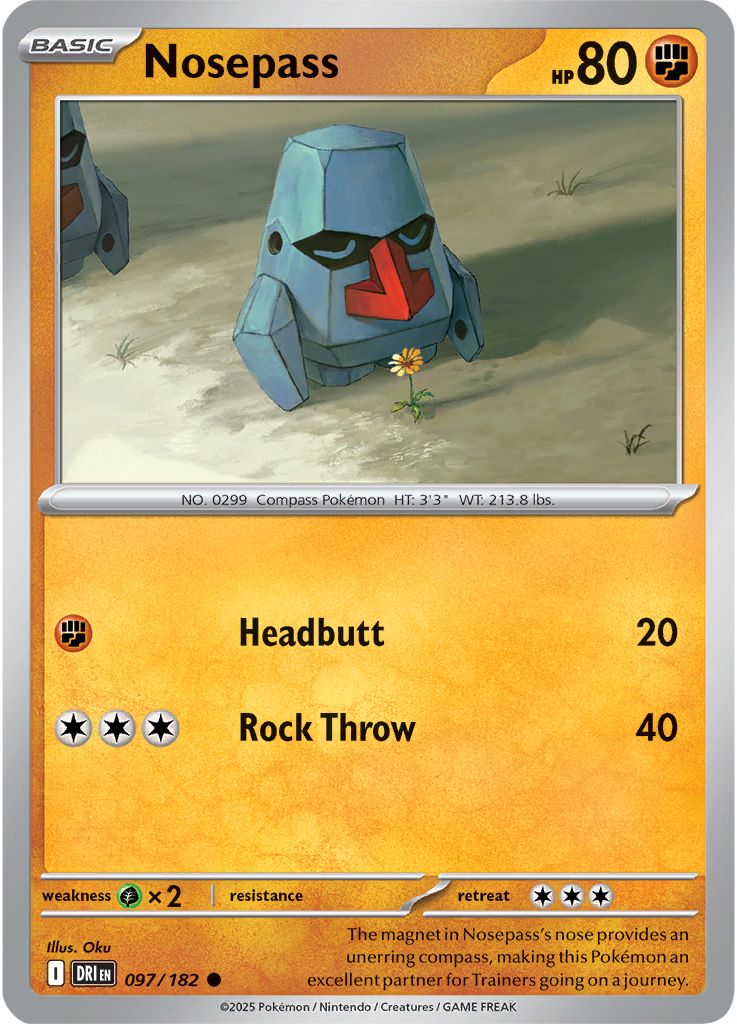 BASIC
Nosepass
HP 80
NO. 0299 Compass Pokémon HT: 3'3" WT: 213.8 lbs.
Headbutt 20
Rock Throw 40
weakness ×2 resistance retreat
Illus. Oku
I DRI EN 097/182
The magnet in Nosepass's nose provides an
unerring compass, making this Pokémon an
excellent partner for Trainers going on a journey.
©2025 Pokémon / Nintendo / Creatures / GAME FREAK